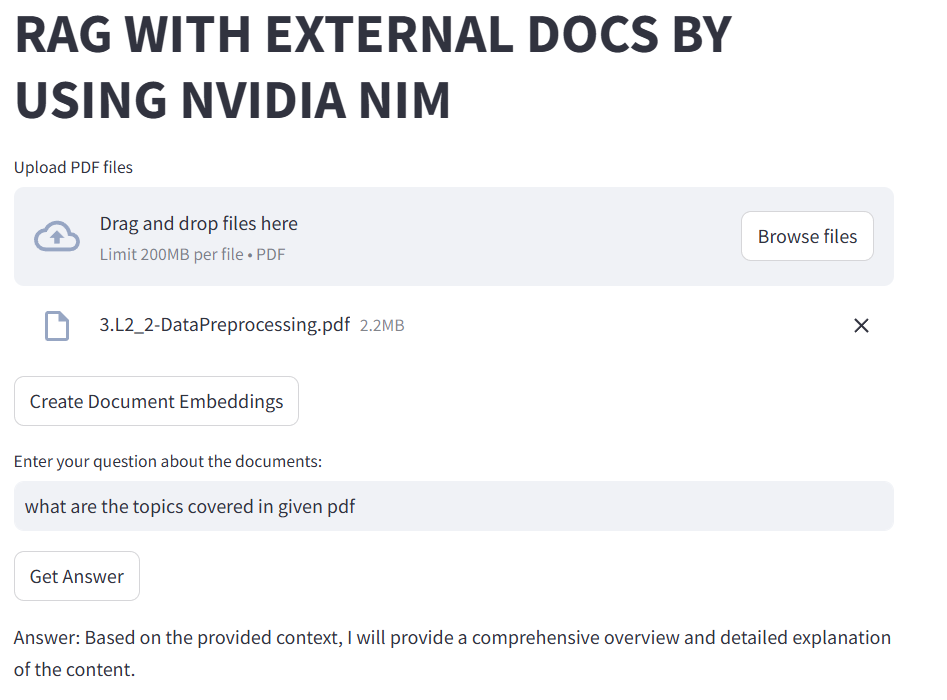 RAG WITH EXTERNAL DOCS BY
USING NVIDIA NIM
Upload PDF files
Drag and drop files here
Limit 200MB per file • PDF
Browse files
3.L2_2-DataPreprocessing.pdf 2.2MB
Create Document Embeddings
Enter your question about the documents:
what are the topics covered in given pdf
Get Answer
Answer: Based on the provided context, I will provide a comprehensive overview and detailed explanation
of the content.